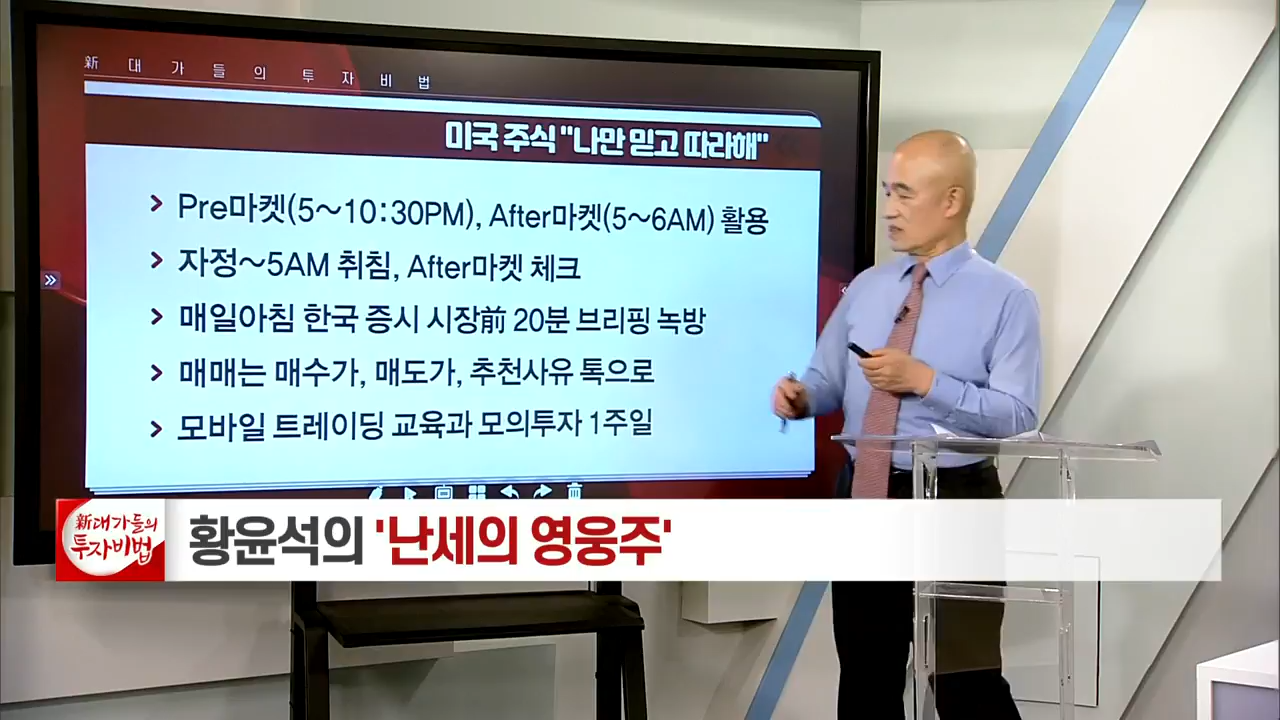 新 대 가 들 의 투 자 비 법
미국 주식 "나만 믿고 따라해"
Pre마켓(5~10:30PM), After마켓(5~6AM) 활용
자정~5AM 취침, After마켓 체크
매일아침 한국 증시 시장前 20분 브리핑 녹방
매매는 매수가, 매도가, 추천사유 톡으로
모바일 트레이딩 교육과 모의투자 1주일
新대가들의
투자비법
황윤석의 '난세의 영웅주'